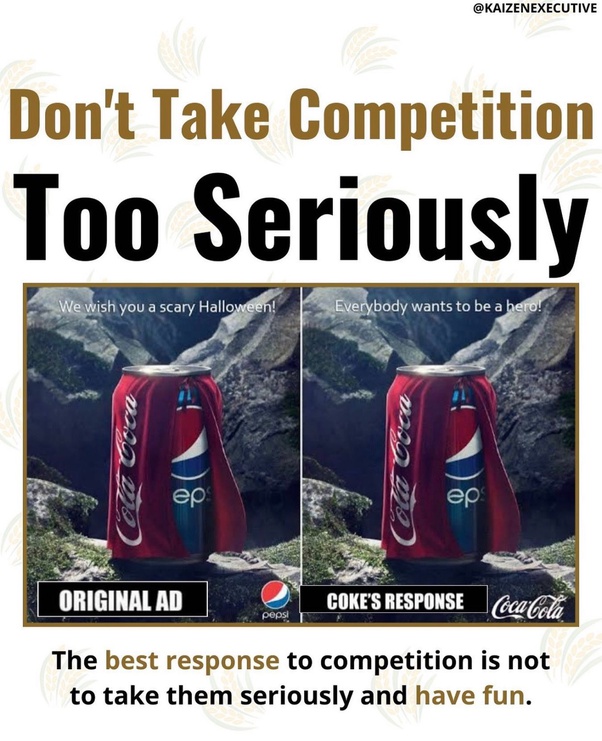 @KAIZENEXECUTIVE
Don't Take Competition
Too Seriously
We wish you a scary Halloween!
Cola Coca
eps
ORIGINAL AD
pepsi
Everybody wants to be a hero!
Cola Coca
eps
COKE'S RESPONSE
Coca-Cola
The best response to competition is not
to take them seriously and have fun.